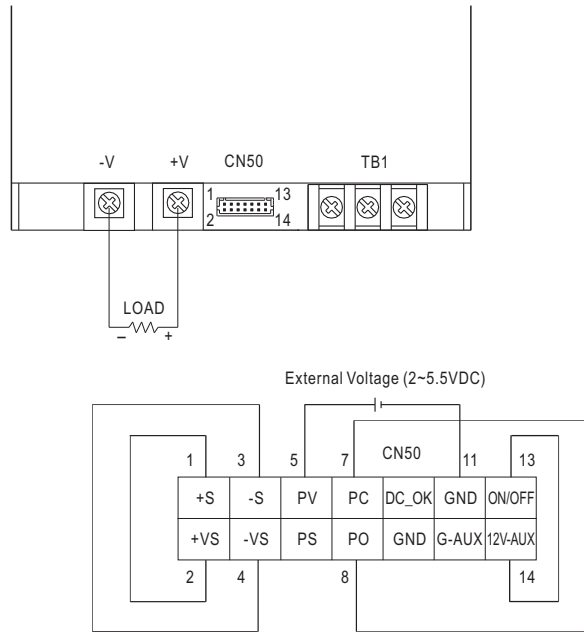 -V +V CN50 TB1
1 13
2 14
LOAD
– +
External Voltage (2~5.5VDC)
CN50
1 3 5 7 11 13
+S -S PV PC DC_OK GND ON/OFF
+VS -VS PS PO GND G-AUX 12V-AUX
2 4 8 14